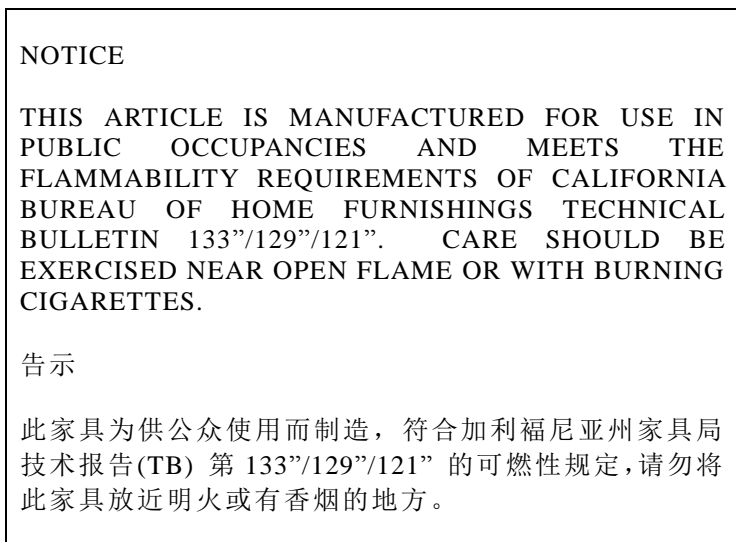 NOTICE
THIS ARTICLE IS MANUFACTURED FOR USE IN
PUBLIC OCCUPANCIES AND MEETS THE
FLAMMABILITY REQUIREMENTS OF CALIFORNIA
BUREAU OF HOME FURNISHINGS TECHNICAL
BULLETIN 133”/129”/121”. CARE SHOULD BE
EXERCISED NEAR OPEN FLAME OR WITH BURNING
CIGARETTES.
告示
此家具为供公众使用而制造，符合加利福尼亚州家具局
技术报告(TB) 第 133”/129”/121” 的可燃性规定,请勿将
此家具放近明火或有香烟的地方。